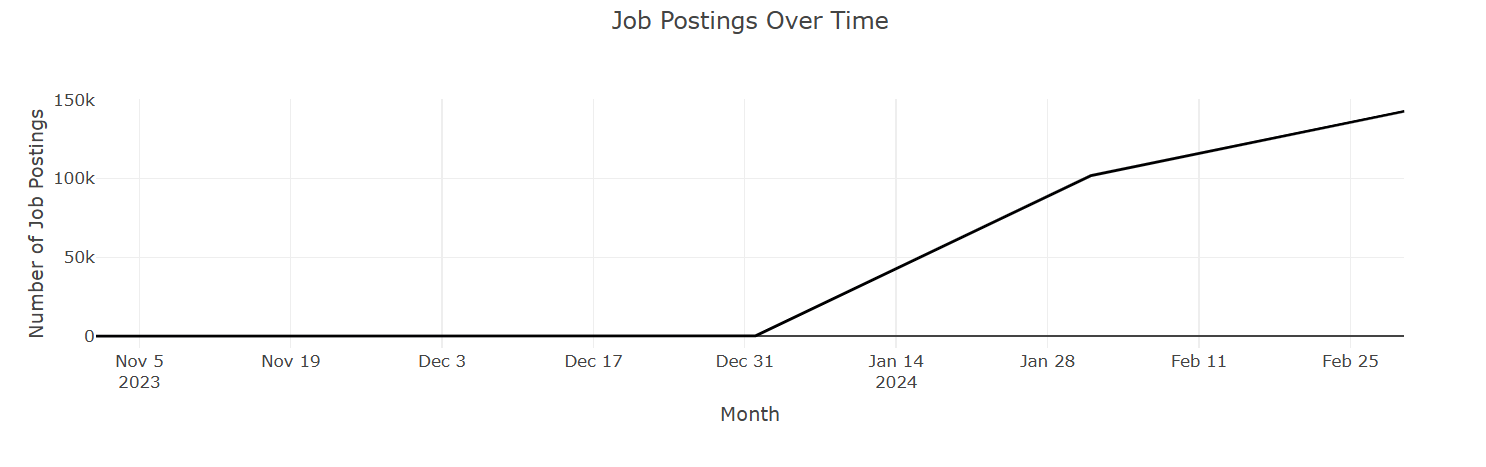 Job Postings Over Time
Number of Job Postings
150k
100k
50k
0
Nov 5 Nov 19 Dec 3 Dec 17 Dec 31 Jan 14 Jan 28 Feb 11 Feb 25
2023 2024
Month